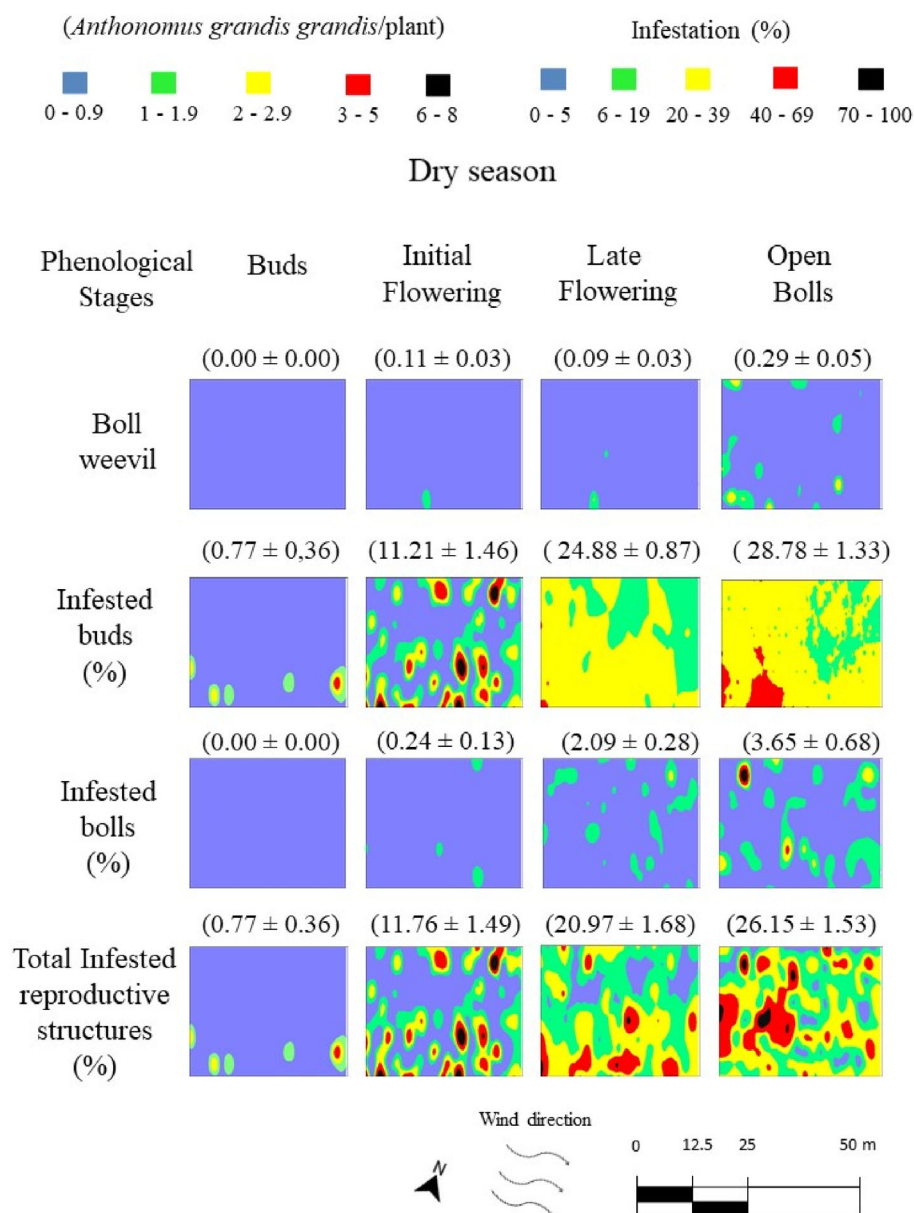 (Anthonomus grandis grandis/plant) Infestation (%)
0 - 0.9 1 - 1.9 2 - 2.9 3 - 5 6 - 8 0 - 5 6 - 19 20 - 39 40 - 69 70 - 100
Dry season
Phenological Stages Buds Initial Flowering Late Flowering Open Bolls
(0.00 ± 0.00) (0.11 ± 0.03) (0.09 ± 0.03) (0.29 ± 0.05)
Boll
weevil
(0.77 ± 0,36) (11.21 ± 1.46) ( 24.88 ± 0.87) ( 28.78 ± 1.33)
Infested
buds
(%)
(0.00 ± 0.00) (0.24 ± 0.13) (2.09 ± 0.28) (3.65 ± 0.68)
Infested
bolls
(%)
(0.77 ± 0.36) (11.76 ± 1.49) (20.97 ± 1.68) (26.15 ± 1.53)
Total Infested
reproductive
structures
(%)
Wind direction
N
0 12.5 25 50 m